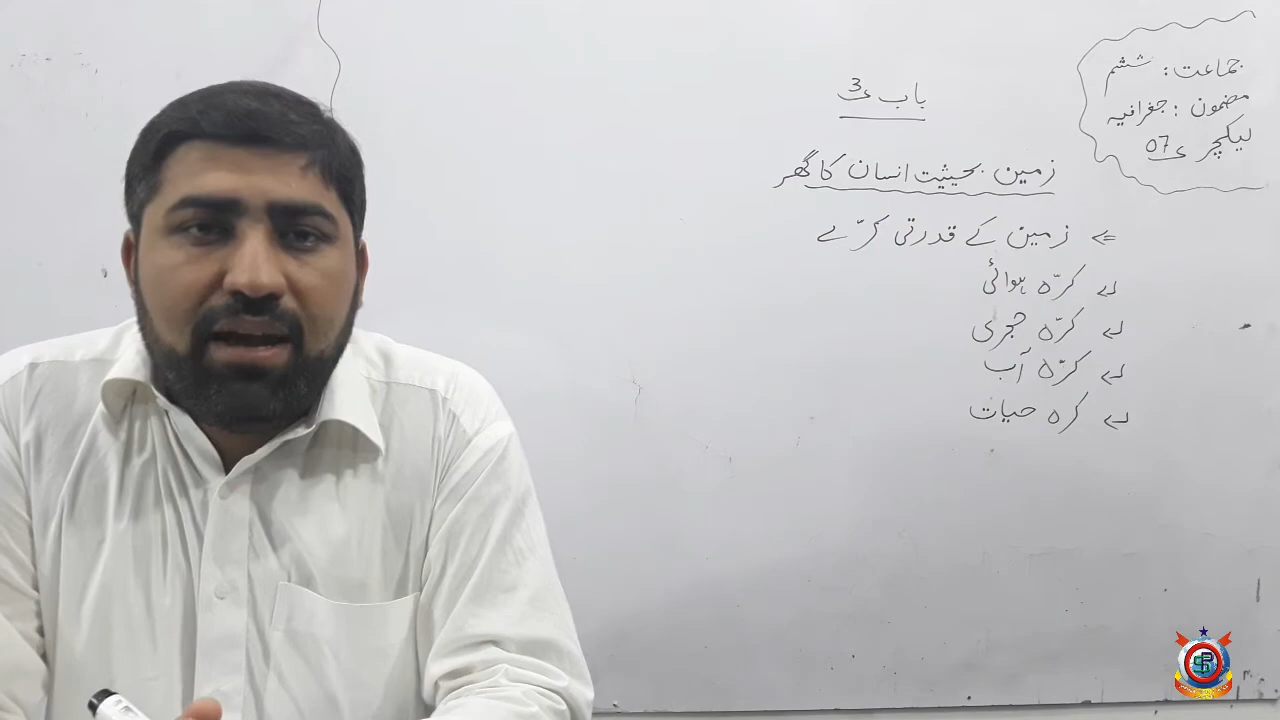 جماعت: ششم
مضمون: جغرافیہ
لیکچر 07
باب 3
زمین بحیثیت انسان کا گھر
زمین کے قدرتی کرّے
کرّہ ہوائی
کرّہ حجری
کرّہ آب
کرہ حیات